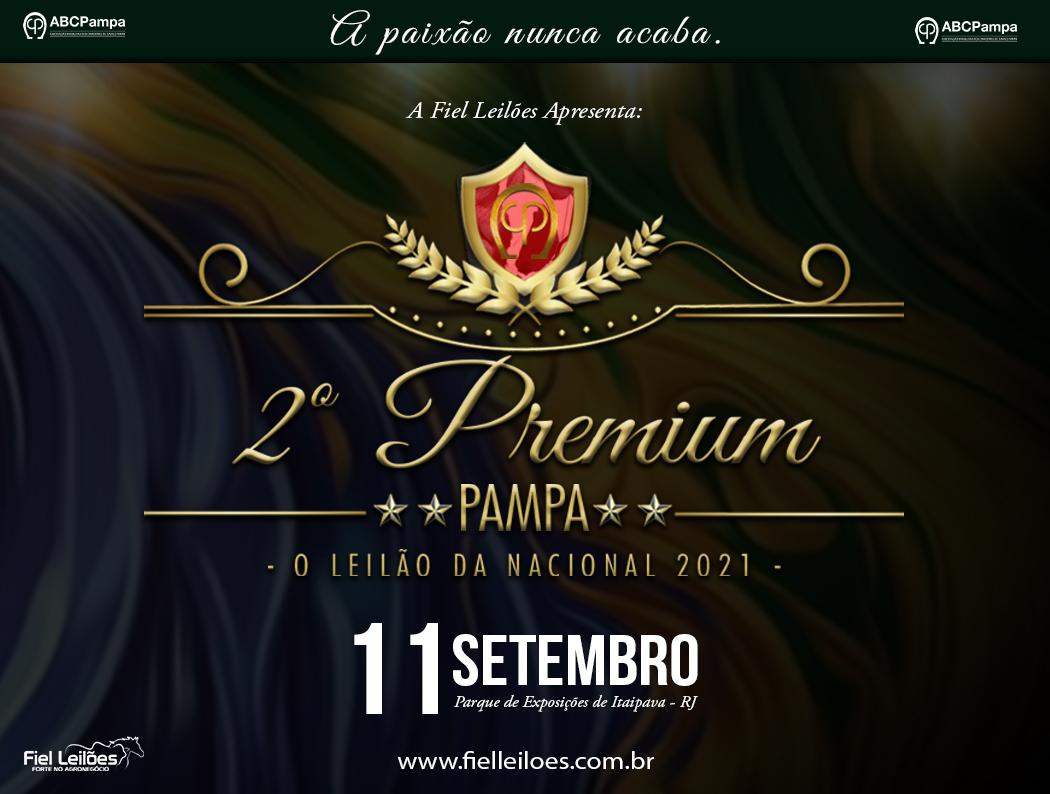 ABCPampa
A paixão nunca acaba.
ABCPampa
A Fiel Leilões Apresenta:
2º Premium
PAMPA
- O LEILÃO DA NACIONAL 2021 -
11 SETEMBRO
Parque de Exposições de Itaipava - RJ
Fiel Leilões
FORTE NO AGRONEGÓCIO
www.fielleiloes.com.br